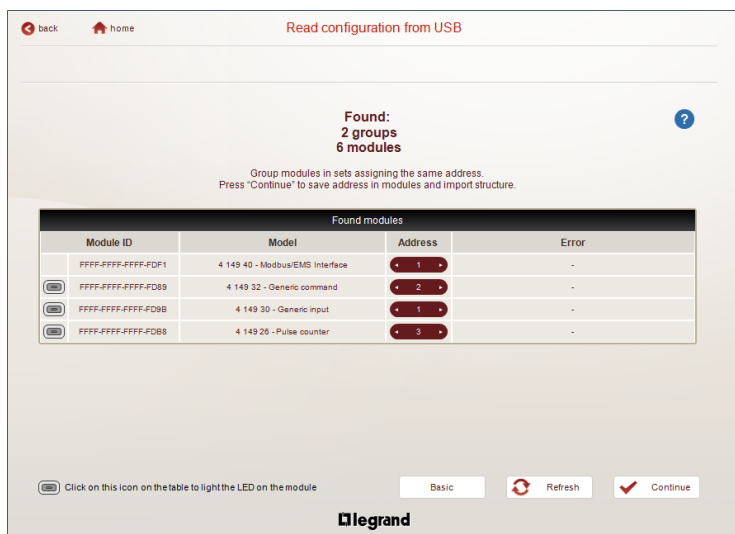 back
home
Read configuration from USB
Found:
2 groups
6 modules
?
Group modules in sets assigning the same address.
Press "Continue" to save address in modules and import structure.
Found modules
Module ID Model Address Error
FFFF-FFFF-FFFF-FDF1 4 149 40 - Modbus/EMS Interface 1 -
FFFF-FFFF-FFFF-FD89 4 149 32 - Generic command 2 -
FFFF-FFFF-FFFF-FD9B 4 149 30 - Generic input 1 -
FFFF-FFFF-FFFF-FDB8 4 149 26 - Pulse counter 3 -
Click on this icon on the table to light the LED on the module
Basic
Refresh
Continue
legrand